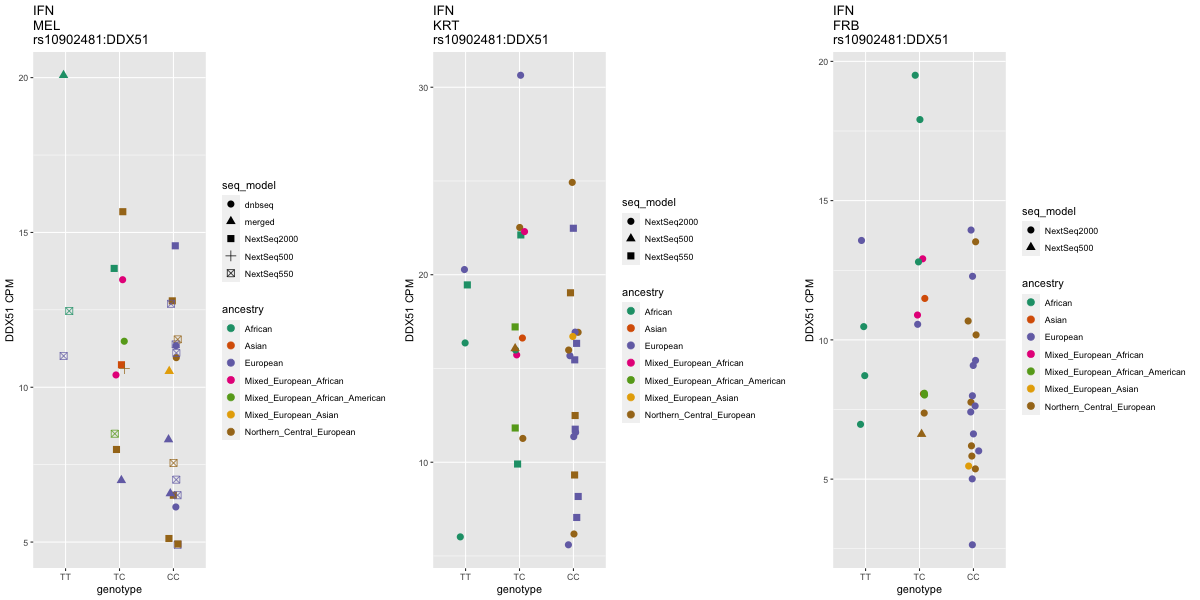 IFN
MEL
rs10902481:DDX51
20
15
10
5
DDX51 CPM
TT
TC
CC
genotype
seq_model
dnbseq
merged
NextSeq2000
NextSeq500
NextSeq550
ancestry
African
Asian
European
Mixed_European_African
Mixed_European_African_American
Mixed_European_Asian
Northern_Central_European
IFN
KRT
rs10902481:DDX51
30
20
10
DDX51 CPM
TT
TC
CC
genotype
seq_model
NextSeq2000
NextSeq500
NextSeq550
ancestry
African
Asian
European
Mixed_European_African
Mixed_European_African_American
Mixed_European_Asian
Northern_Central_European
IFN
FRB
rs10902481:DDX51
20
15
10
5
DDX51 CPM
TT
TC
CC
genotype
seq_model
NextSeq2000
NextSeq500
ancestry
African
Asian
European
Mixed_European_African
Mixed_European_African_American
Mixed_European_Asian
Northern_Central_European